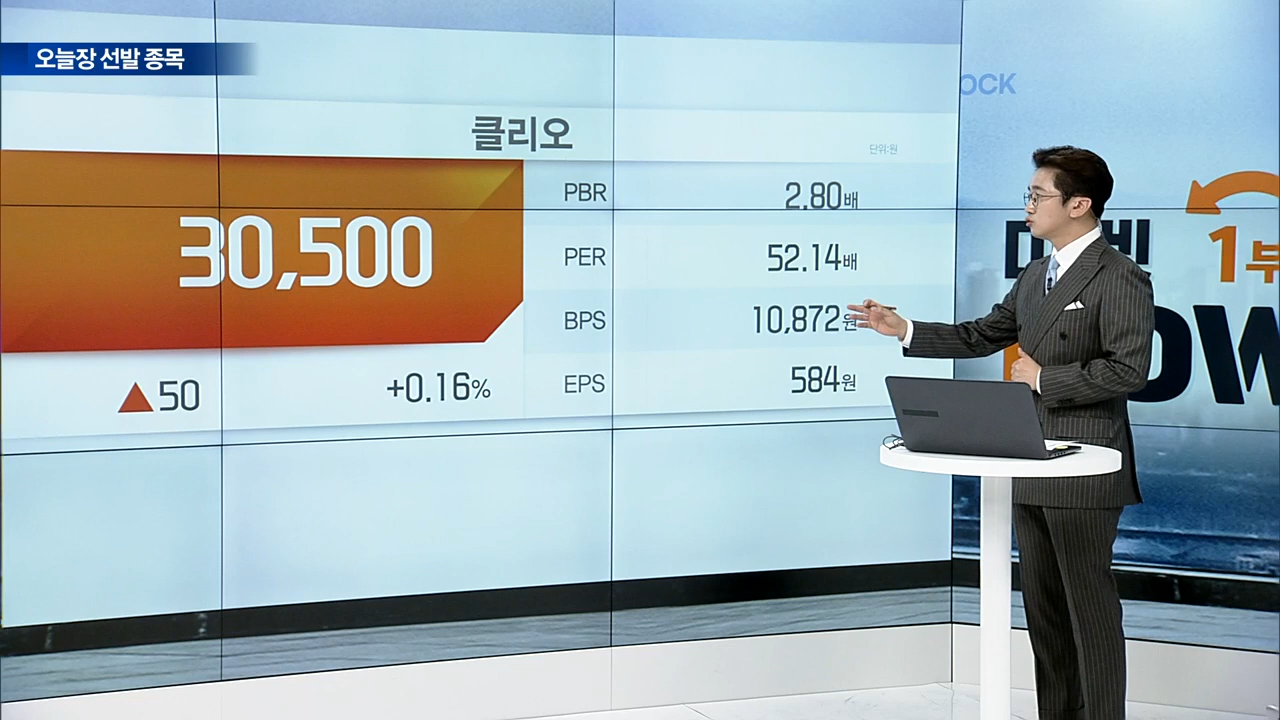 오늘장 선발 종목
OCK
클리오
단위:원
30,500
▲50
+0.16%
PBR 2.80배
PER 52.14배
BPS 10,872원
EPS 584원
1부
OW